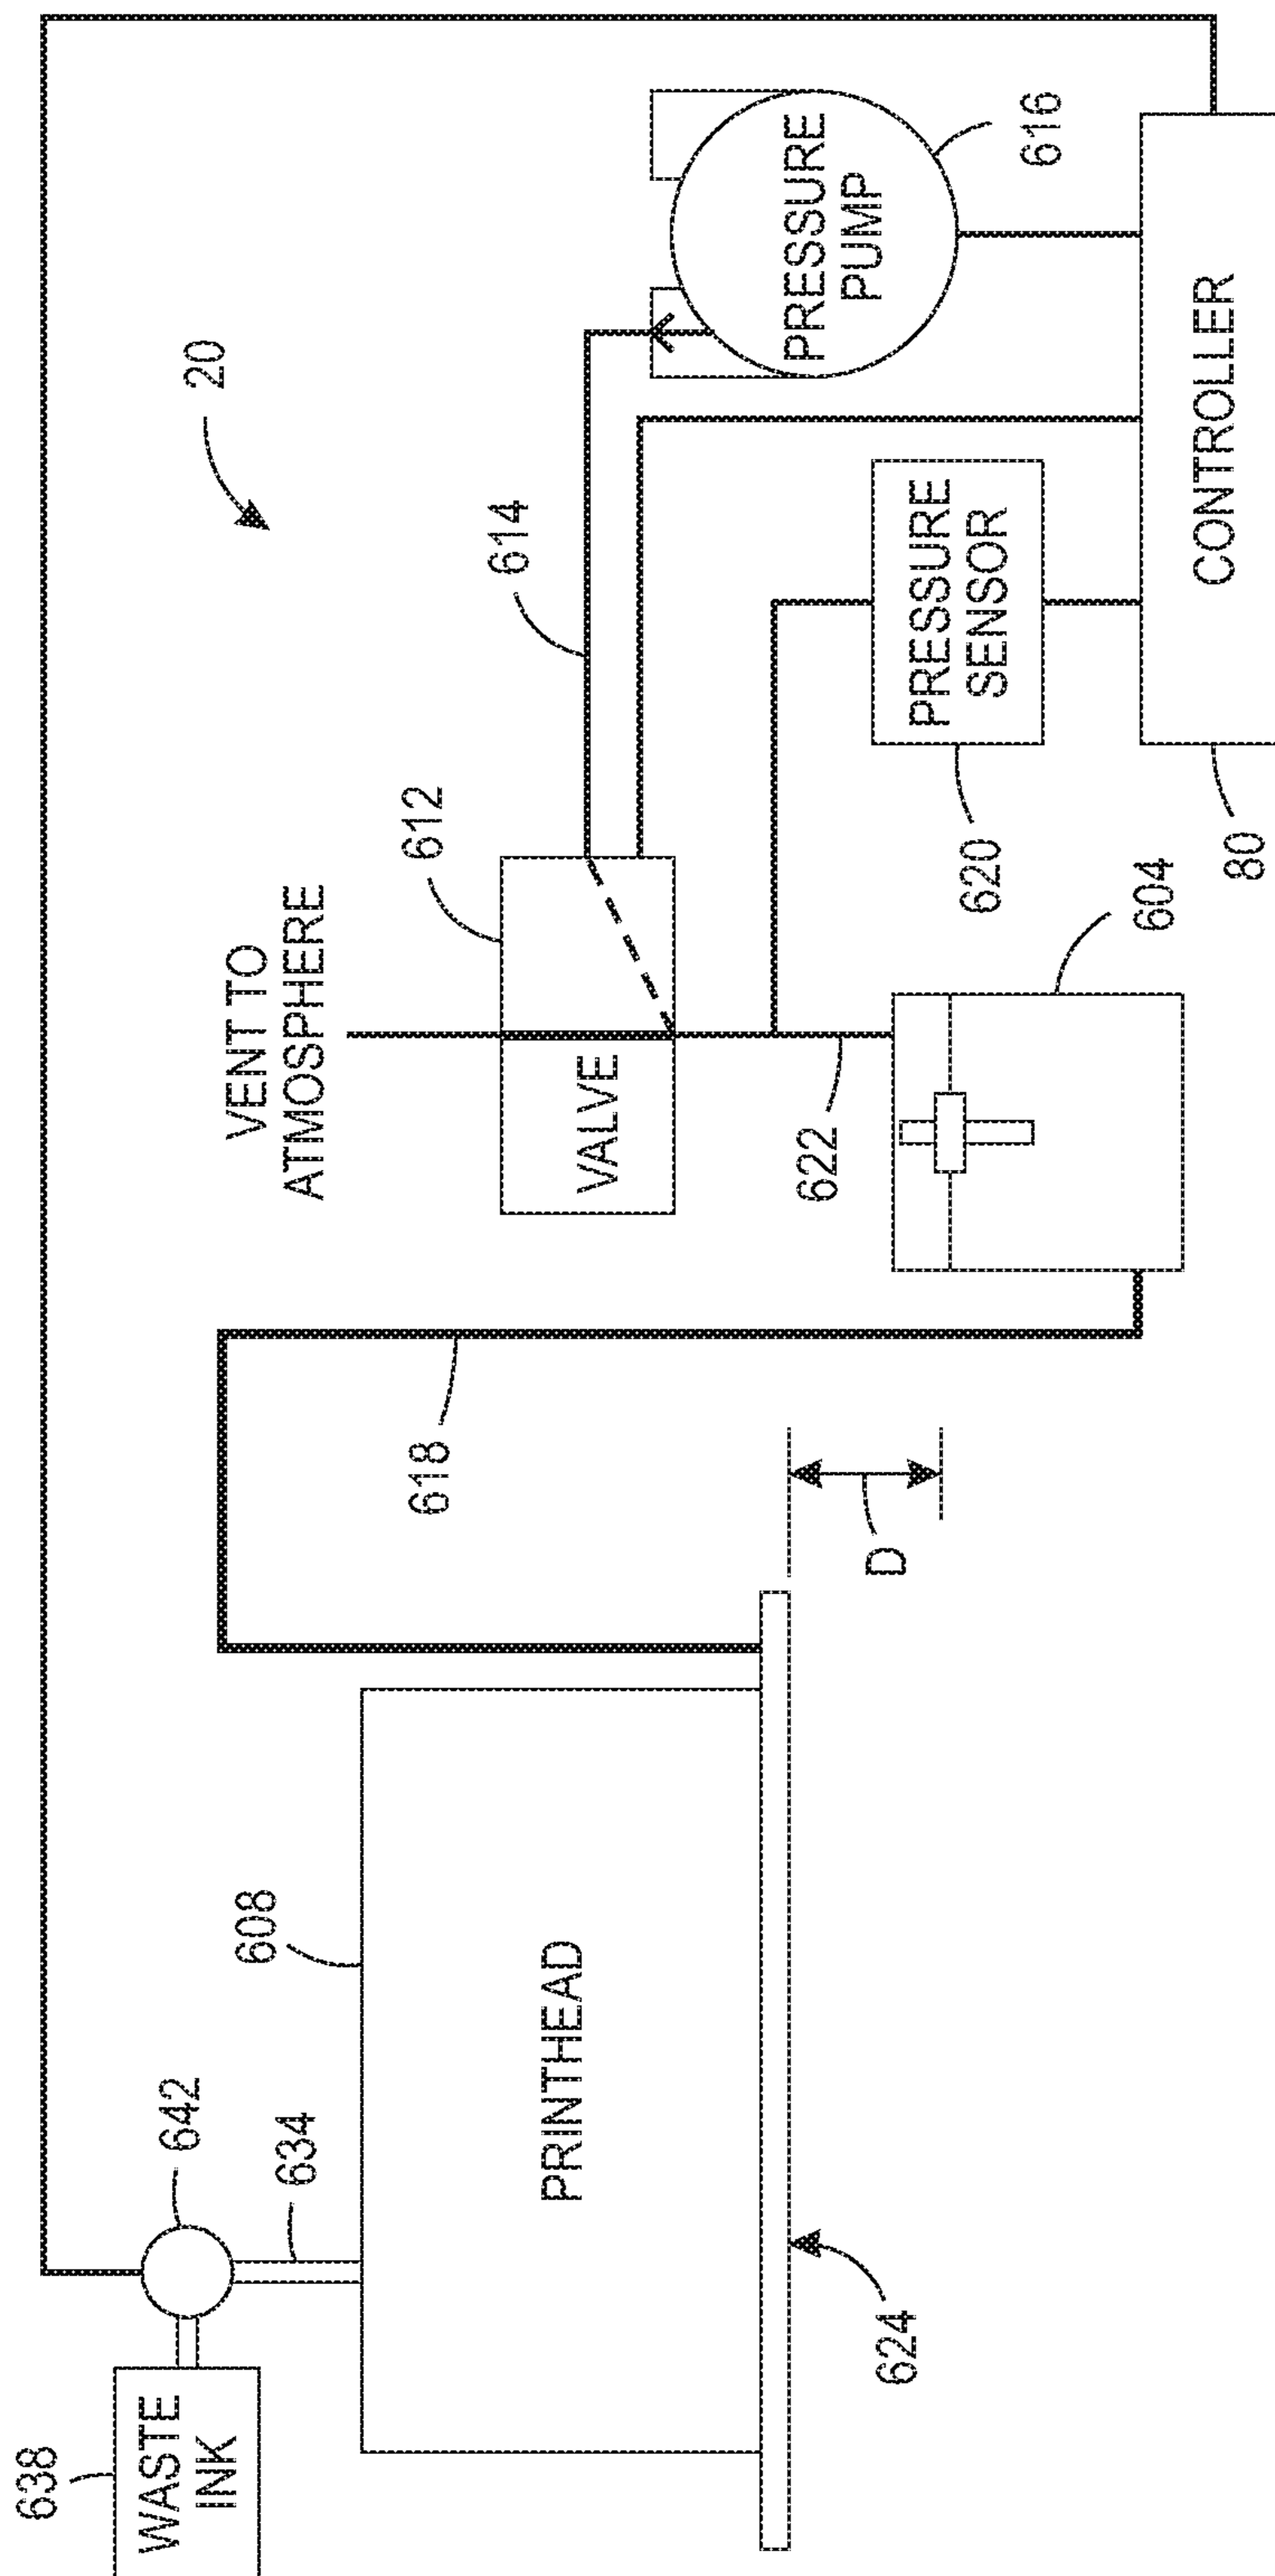 638
WASTE
INK
642
634
608
PRINTHEAD
624
618
D
VENT TO
ATMOSPHERE
612
VALVE
622
604
614
20
PRESSURE
SENSOR
620
PRESSURE
PUMP
616
CONTROLLER
80